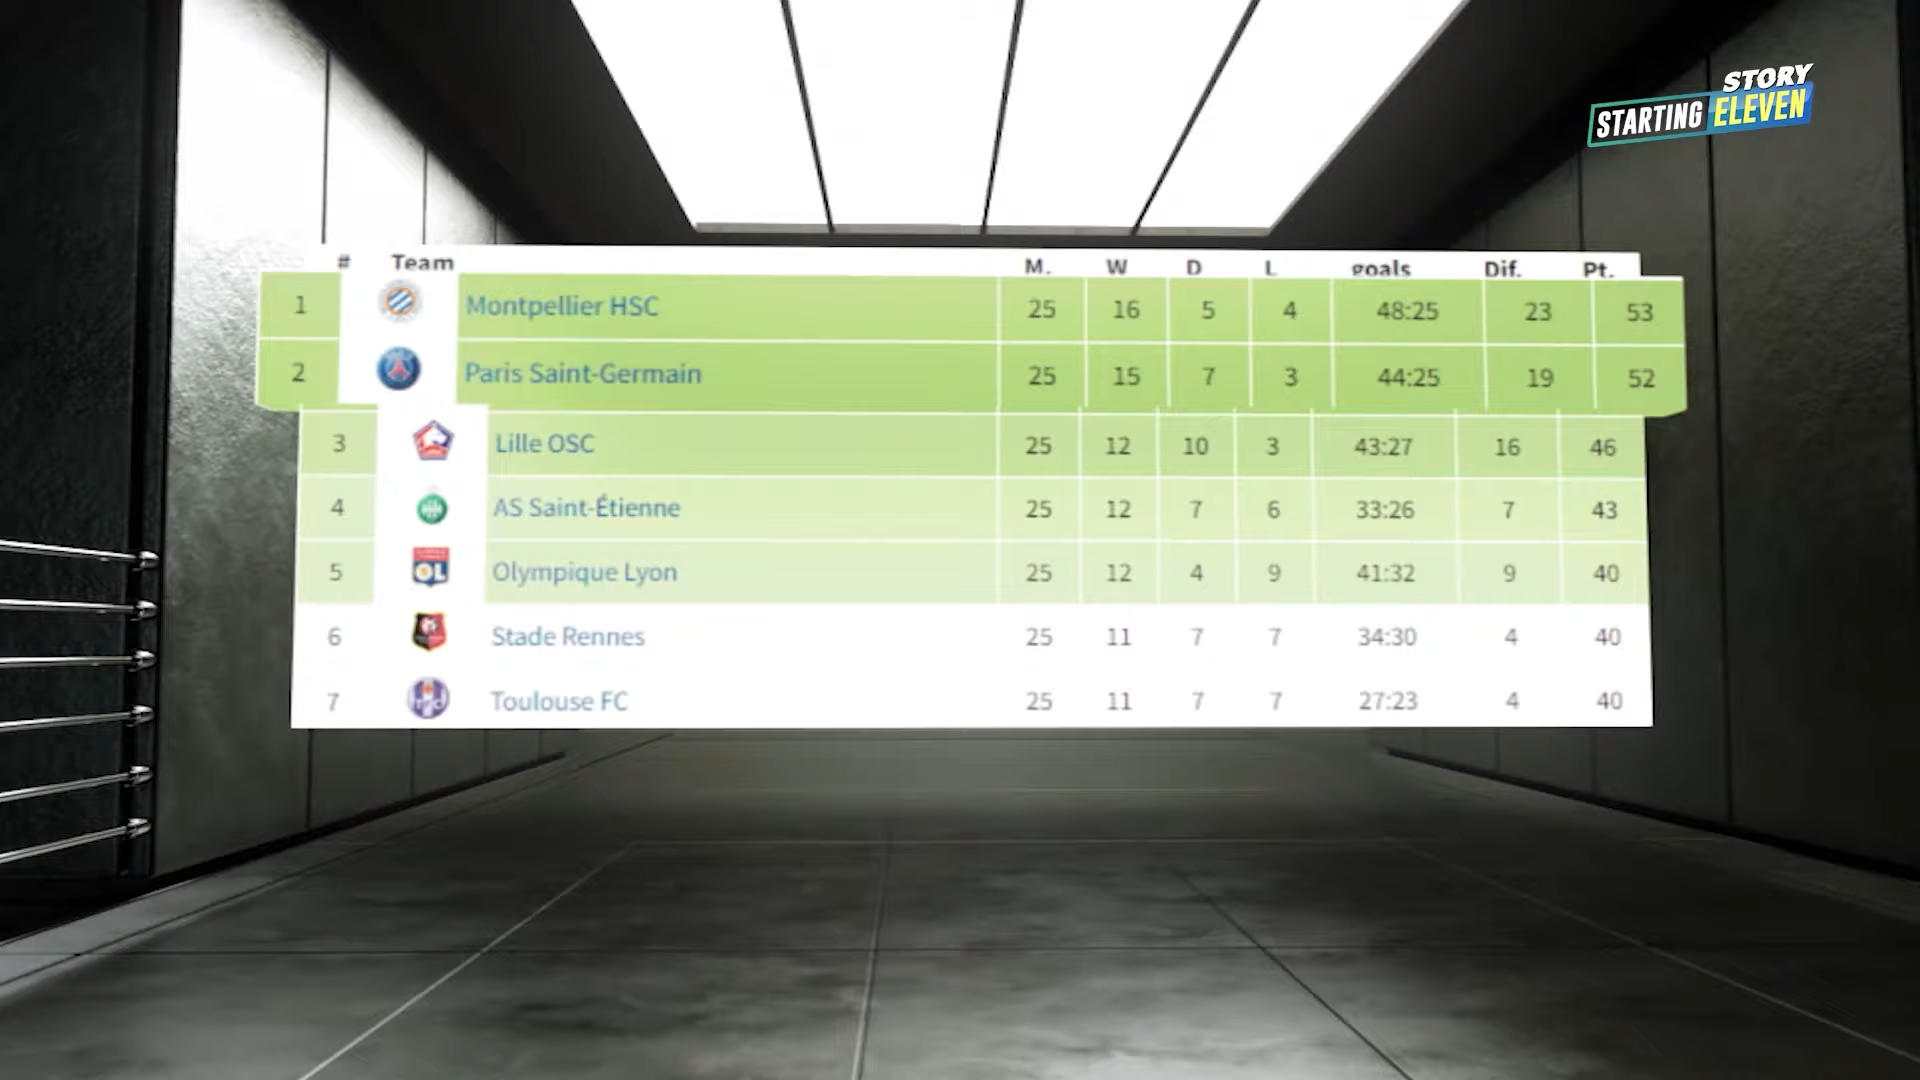 STORY
STARTING ELEVEN
# Team M. W D L goals Dif. Pt.
1 Montpellier HSC 25 16 5 4 48:25 23 53
2 Paris Saint-Germain 25 15 7 3 44:25 19 52
3 Lille OSC 25 12 10 3 43:27 16 46
4 AS Saint-Étienne 25 12 7 6 33:26 7 43
5 OL Olympique Lyon 25 12 4 9 41:32 9 40
6 Stade Rennes 25 11 7 7 34:30 4 40
7 Toulouse FC 25 11 7 7 27:23 4 40